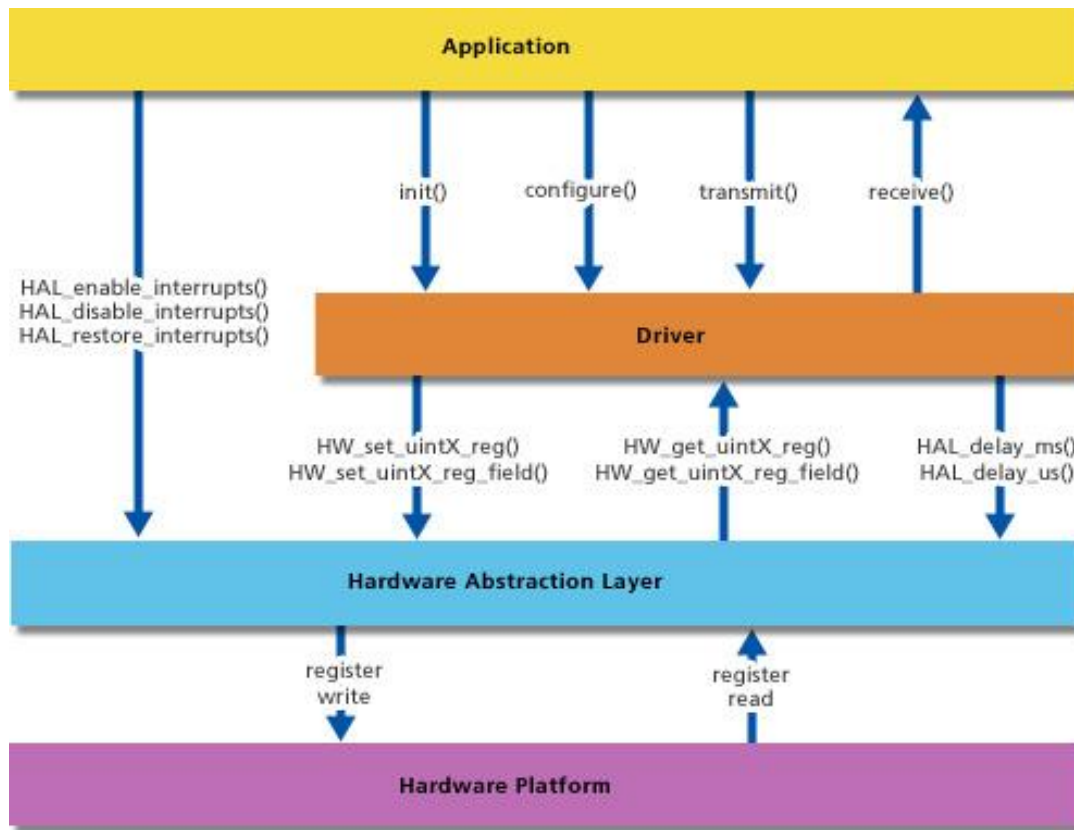 Application
init()
configure()
transmit()
receive()
HAL_enable_interrupts()
HAL_disable_interrupts()
HAL_restore_interrupts()
Driver
HW_set_uintX_reg()
HW_set_uintX_reg_field()
HW_get_uintX_reg()
HW_get_uintX_reg_field()
HAL_delay_ms()
HAL_delay_us()
Hardware Abstraction Layer
register
write
register
read
Hardware Platform